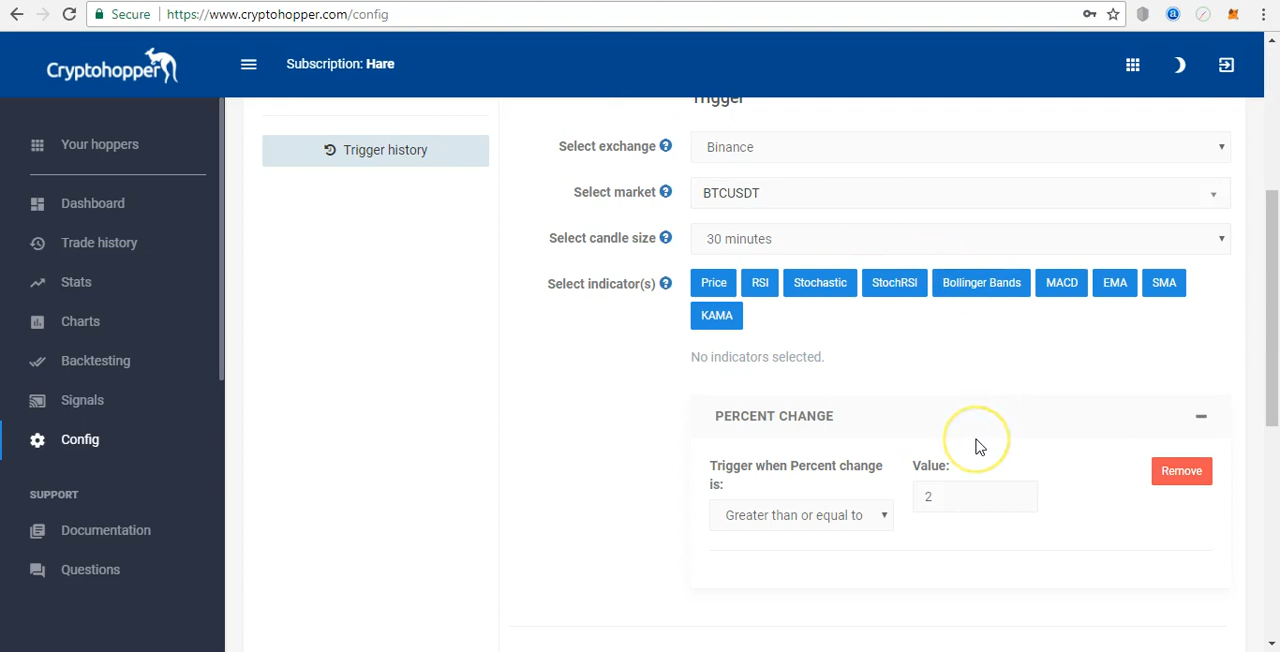 Secure
https://www.cryptohopper.com/config
Cryptohopper
Subscription: Hare
Your hoppers
Dashboard
Trade history
Stats
Charts
Backtesting
Signals
Config
SUPPORT
Documentation
Questions
Trigger history
Trigger
Select exchange ?
Binance
Select market ?
BTCUSDT
Select candle size ?
30 minutes
Select indicator(s) ?
Price RSI Stochastic StochRSI Bollinger Bands MACD EMA SMA
KAMA
No indicators selected.
PERCENT CHANGE
Trigger when Percent change
is:
Greater than or equal to
Value:
2
Remove